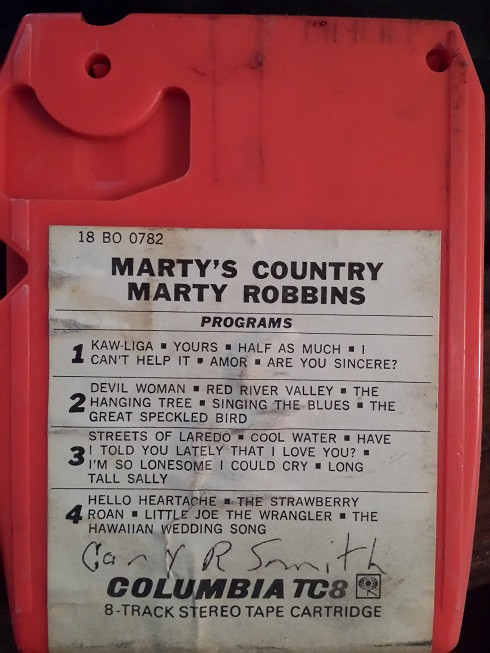 18 BO 0782
MARTY'S COUNTRY
MARTY ROBBINS
PROGRAMS
1 KAW-LIGA ▪ YOURS ▪ HALF AS MUCH ▪ I
CAN'T HELP IT ▪ AMOR ▪ ARE YOU SINCERE?
2 DEVIL WOMAN ▪ RED RIVER VALLEY ▪ THE
HANGING TREE ▪ SINGING THE BLUES ▪ THE
GREAT SPECKLED BIRD
3 STREETS OF LAREDO ▪ COOL WATER ▪ HAVE
I TOLD YOU LATELY THAT I LOVE YOU? ▪
I'M SO LONESOME I COULD CRY ▪ LONG
TALL SALLY
4 HELLO HEARTACHE ▪ THE STRAWBERRY
ROAN ▪ LITTLE JOE THE WRANGLER ▪ THE
HAWAIIAN WEDDING SONG
Gary R Smith
COLUMBIA TC8
8-TRACK STEREO TAPE CARTRIDGE